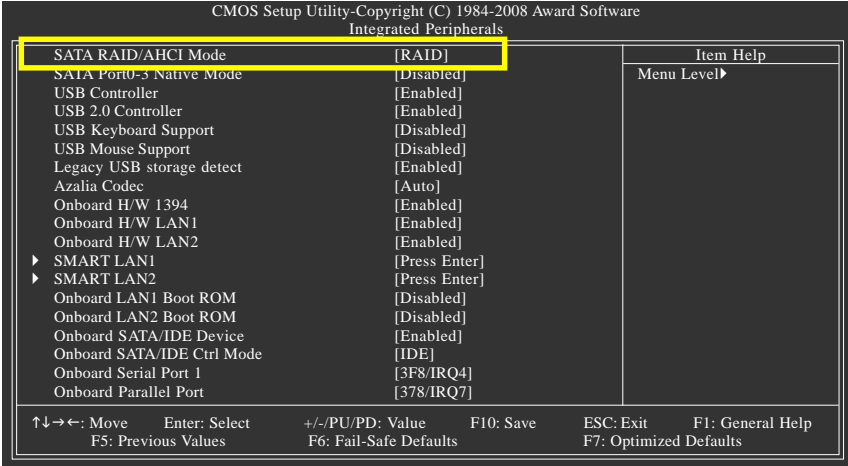 CMOS Setup Utility-Copyright (C) 1984-2008 Award Software
Integrated Peripherals
SATA RAID/AHCI Mode [RAID] Item Help
SATA Port0-3 Native Mode [Disabled] Menu Level▶
USB Controller [Enabled]
USB 2.0 Controller [Enabled]
USB Keyboard Support [Disabled]
USB Mouse Support [Disabled]
Legacy USB storage detect [Enabled]
Azalia Codec [Auto]
Onboard H/W 1394 [Enabled]
Onboard H/W LAN1 [Enabled]
Onboard H/W LAN2 [Enabled]
▶ SMART LAN1 [Press Enter]
▶ SMART LAN2 [Press Enter]
Onboard LAN1 Boot ROM [Disabled]
Onboard LAN2 Boot ROM [Disabled]
Onboard SATA/IDE Device [Enabled]
Onboard SATA/IDE Ctrl Mode [IDE]
Onboard Serial Port 1 [3F8/IRQ4]
Onboard Parallel Port [378/IRQ7]
↑↓→←: Move Enter: Select +/-/PU/PD: Value F10: Save ESC: Exit F1: General Help
F5: Previous Values F6: Fail-Safe Defaults F7: Optimized Defaults